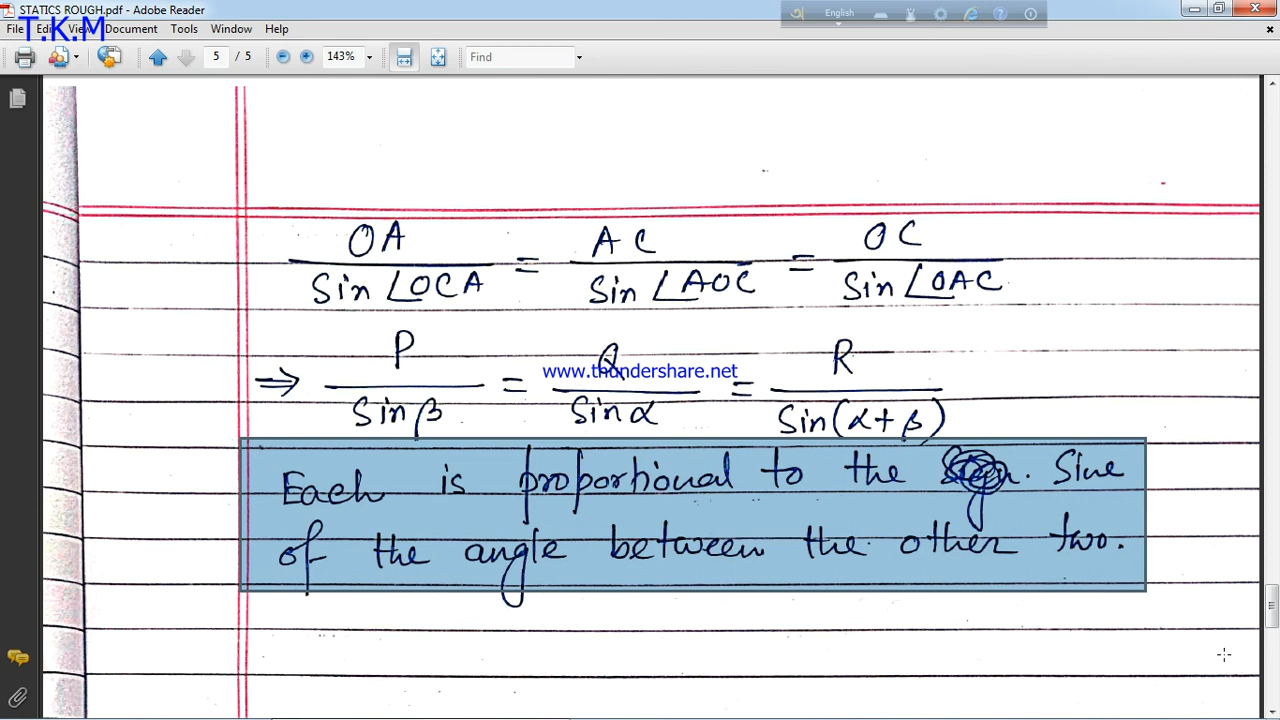 STATICS ROUGH.pdf - Adobe Reader
English
T.K.M
File Edit View Document Tools Window Help
5 / 5 143% Find
OA / Sin ∠OCA = AC / Sin ∠AOC = OC / Sin ∠OAC
⇒ P / Sin β = Q / Sin α = R / Sin(α+β)
www.thundershare.net
Each is proportional to the Sine
of the angle between the other two.